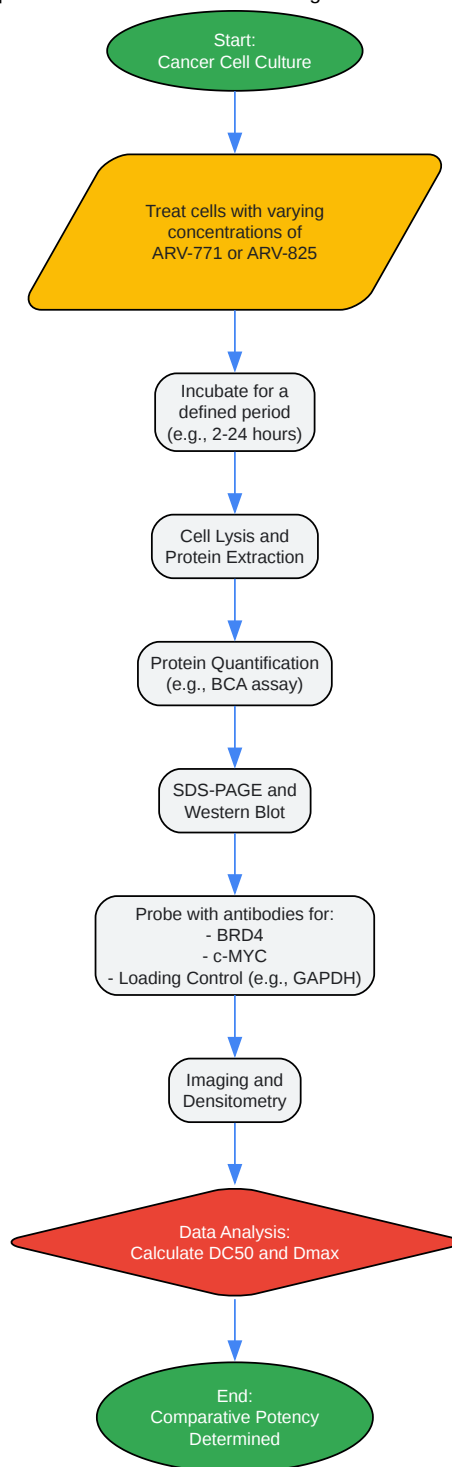 Start:
Cancer Cell Culture
Treat cells with varying
concentrations of
ARV-771 or ARV-825
Incubate for a
defined period
(e.g., 2-24 hours)
Cell Lysis and
Protein Extraction
Protein Quantification
(e.g., BCA assay)
SDS-PAGE and
Western Blot
Probe with antibodies for:
- BRD4
- c-MYC
- Loading Control (e.g., GAPDH)
Imaging and
Densitometry
Data Analysis:
Calculate DC50 and Dmax
End:
Comparative Potency
Determined